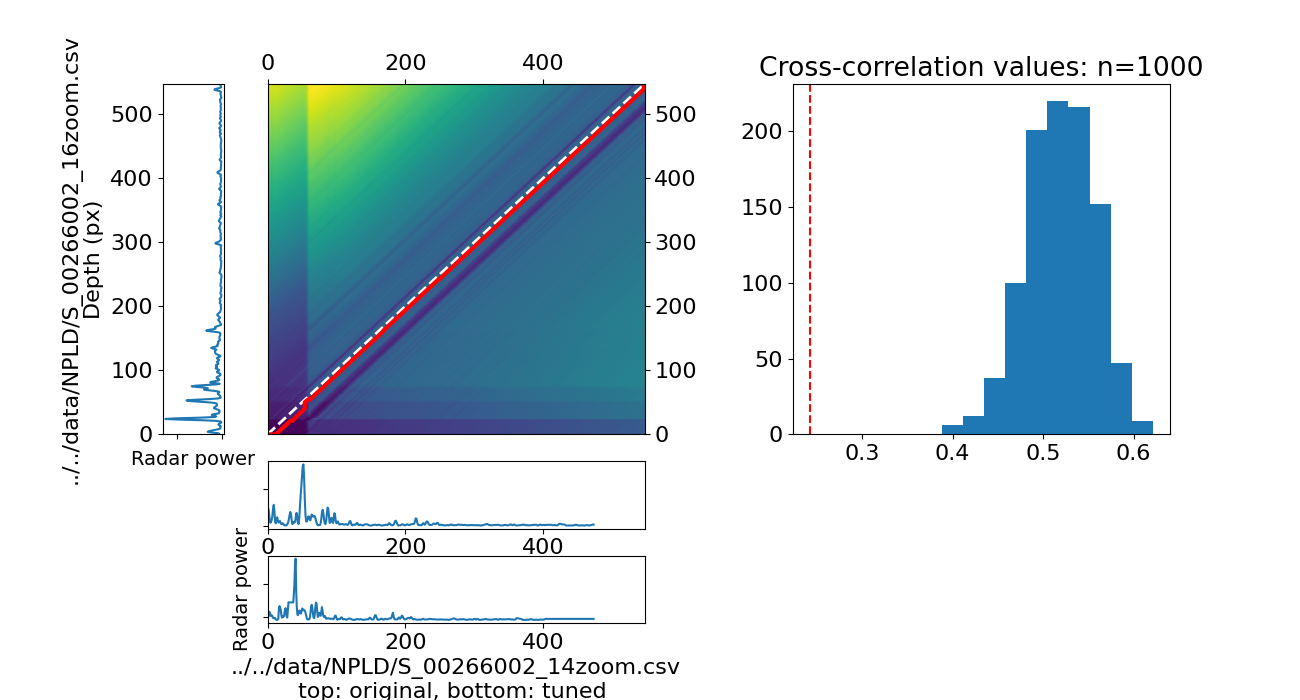 Cross-correlation values: n=1000
0 200 400
../../data/NPLD/S_00266002_16zoom.csv
Depth (px)
500
400
300
200
100
0
500
400
300
200
100
0
200
150
100
50
0
0.3 0.4 0.5 0.6
Radar power
0 200 400
Radar power
0 200 400
../../data/NPLD/S_00266002_14zoom.csv
top: original, bottom: tuned